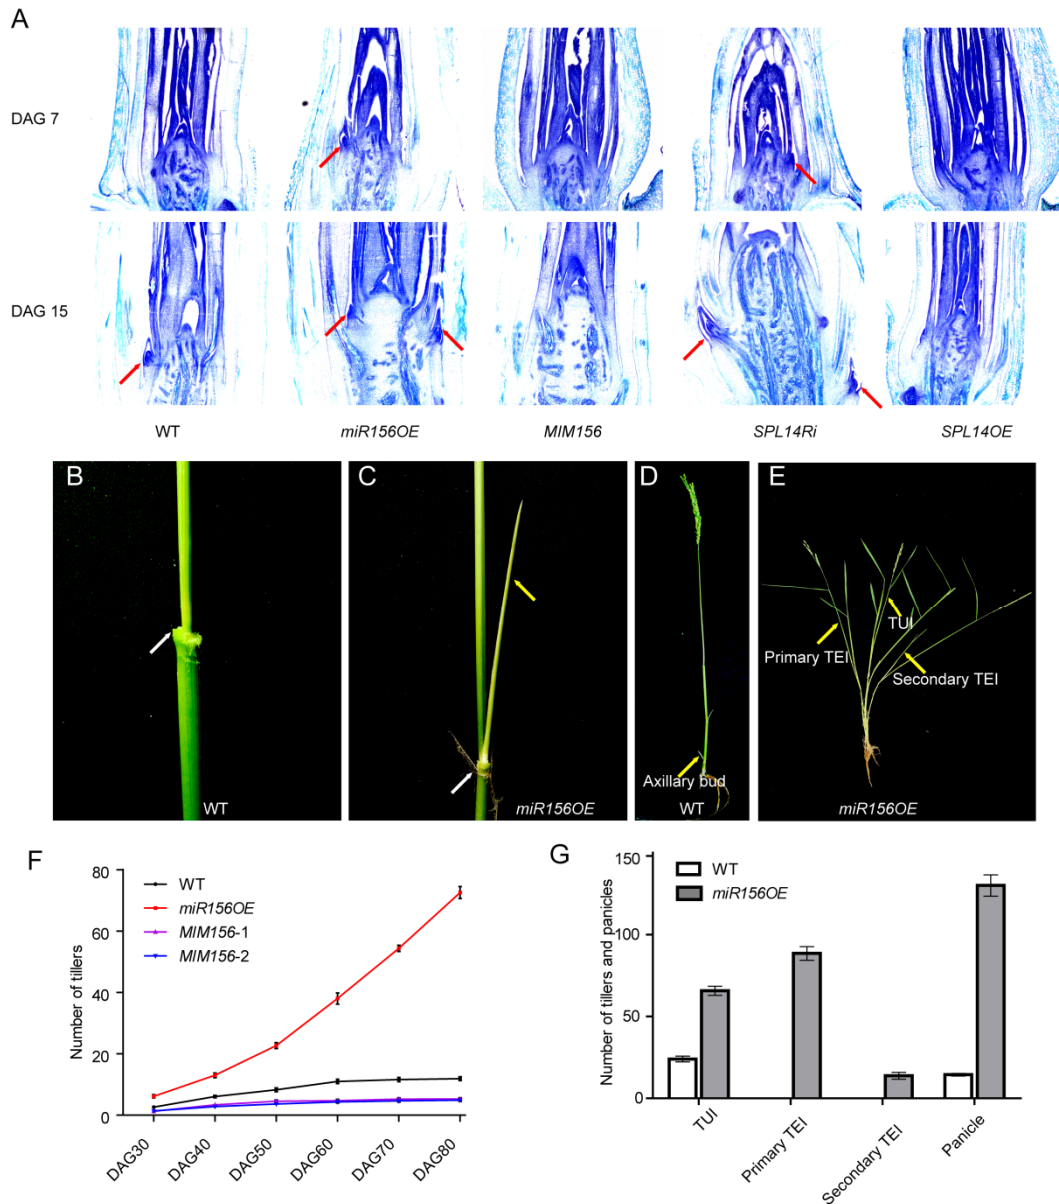 A
DAG 7
DAG 15
WT
miR156OE
MIM156
SPL14Ri
SPL14OE
B
WT
C
miR156OE
D
Axillary bud
WT
E
TUI
Primary TEI
Secondary TEI
miR156OE
F
Number of tillers
80
60
40
20
0
WT
miR156OE
MIM156-1
MIM156-2
DAG30
DAG40
DAG50
DAG60
DAG70
DAG80
G
Number of tillers and panicles
150
100
50
0
WT
miR156OE
TUI
Primary TEI
Secondary TEI
Panicle